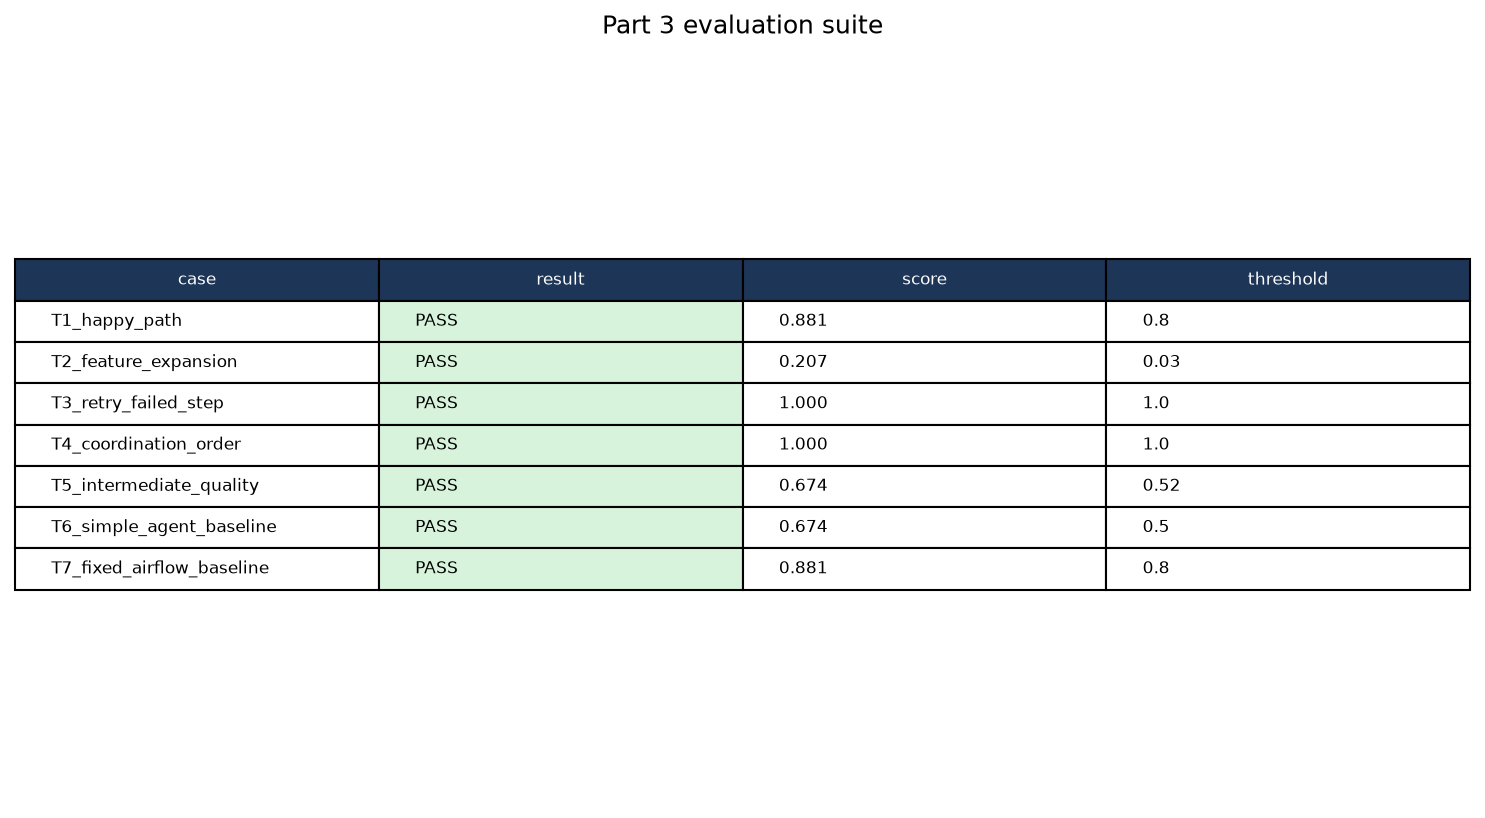 Part 3 evaluation suite
case result score threshold
T1_happy_path PASS 0.881 0.8
T2_feature_expansion PASS 0.207 0.03
T3_retry_failed_step PASS 1.000 1.0
T4_coordination_order PASS 1.000 1.0
T5_intermediate_quality PASS 0.674 0.52
T6_simple_agent_baseline PASS 0.674 0.5
T7_fixed_airflow_baseline PASS 0.881 0.8